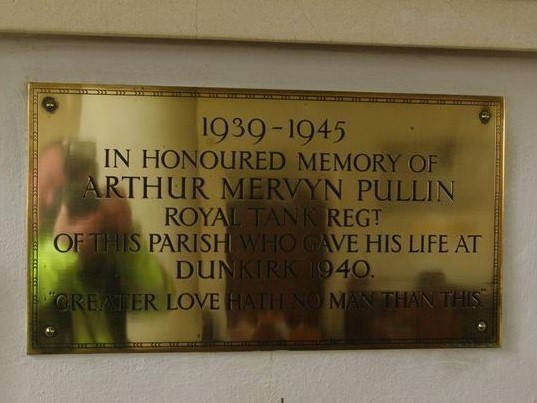 1939-1945
IN HONOURED MEMORY OF
ARTHUR MERVYN PULLIN
ROYAL TANK REGT
OF THIS PARISH WHO GAVE HIS LIFE AT
DUNKIRK 1940.
"GREATER LOVE HATH NO MAN THAN THIS"